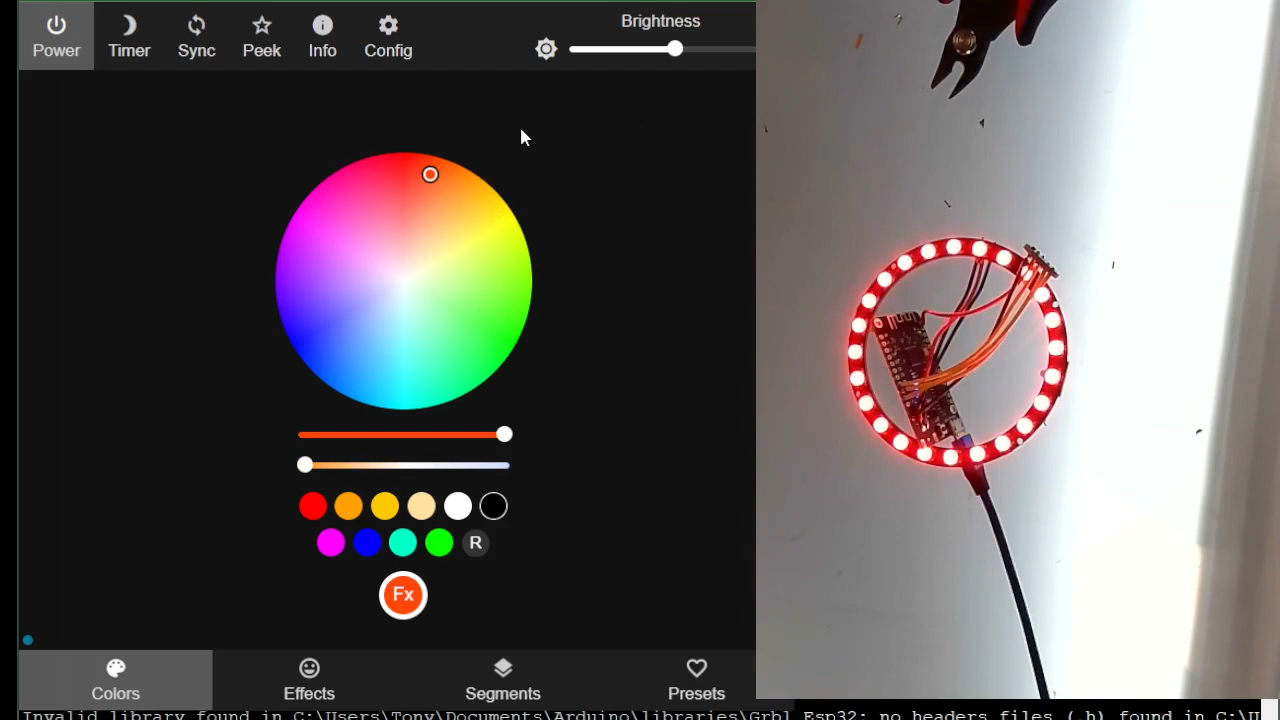 Brightness
Power Timer Sync Peek Info Config
R
Fx
Colors Effects Segments Presets
Invalid library found in C:\Users\Tony\Documents\Arduino\libraries\Grbl_Esp32: no headers files (.h) found in C:\U